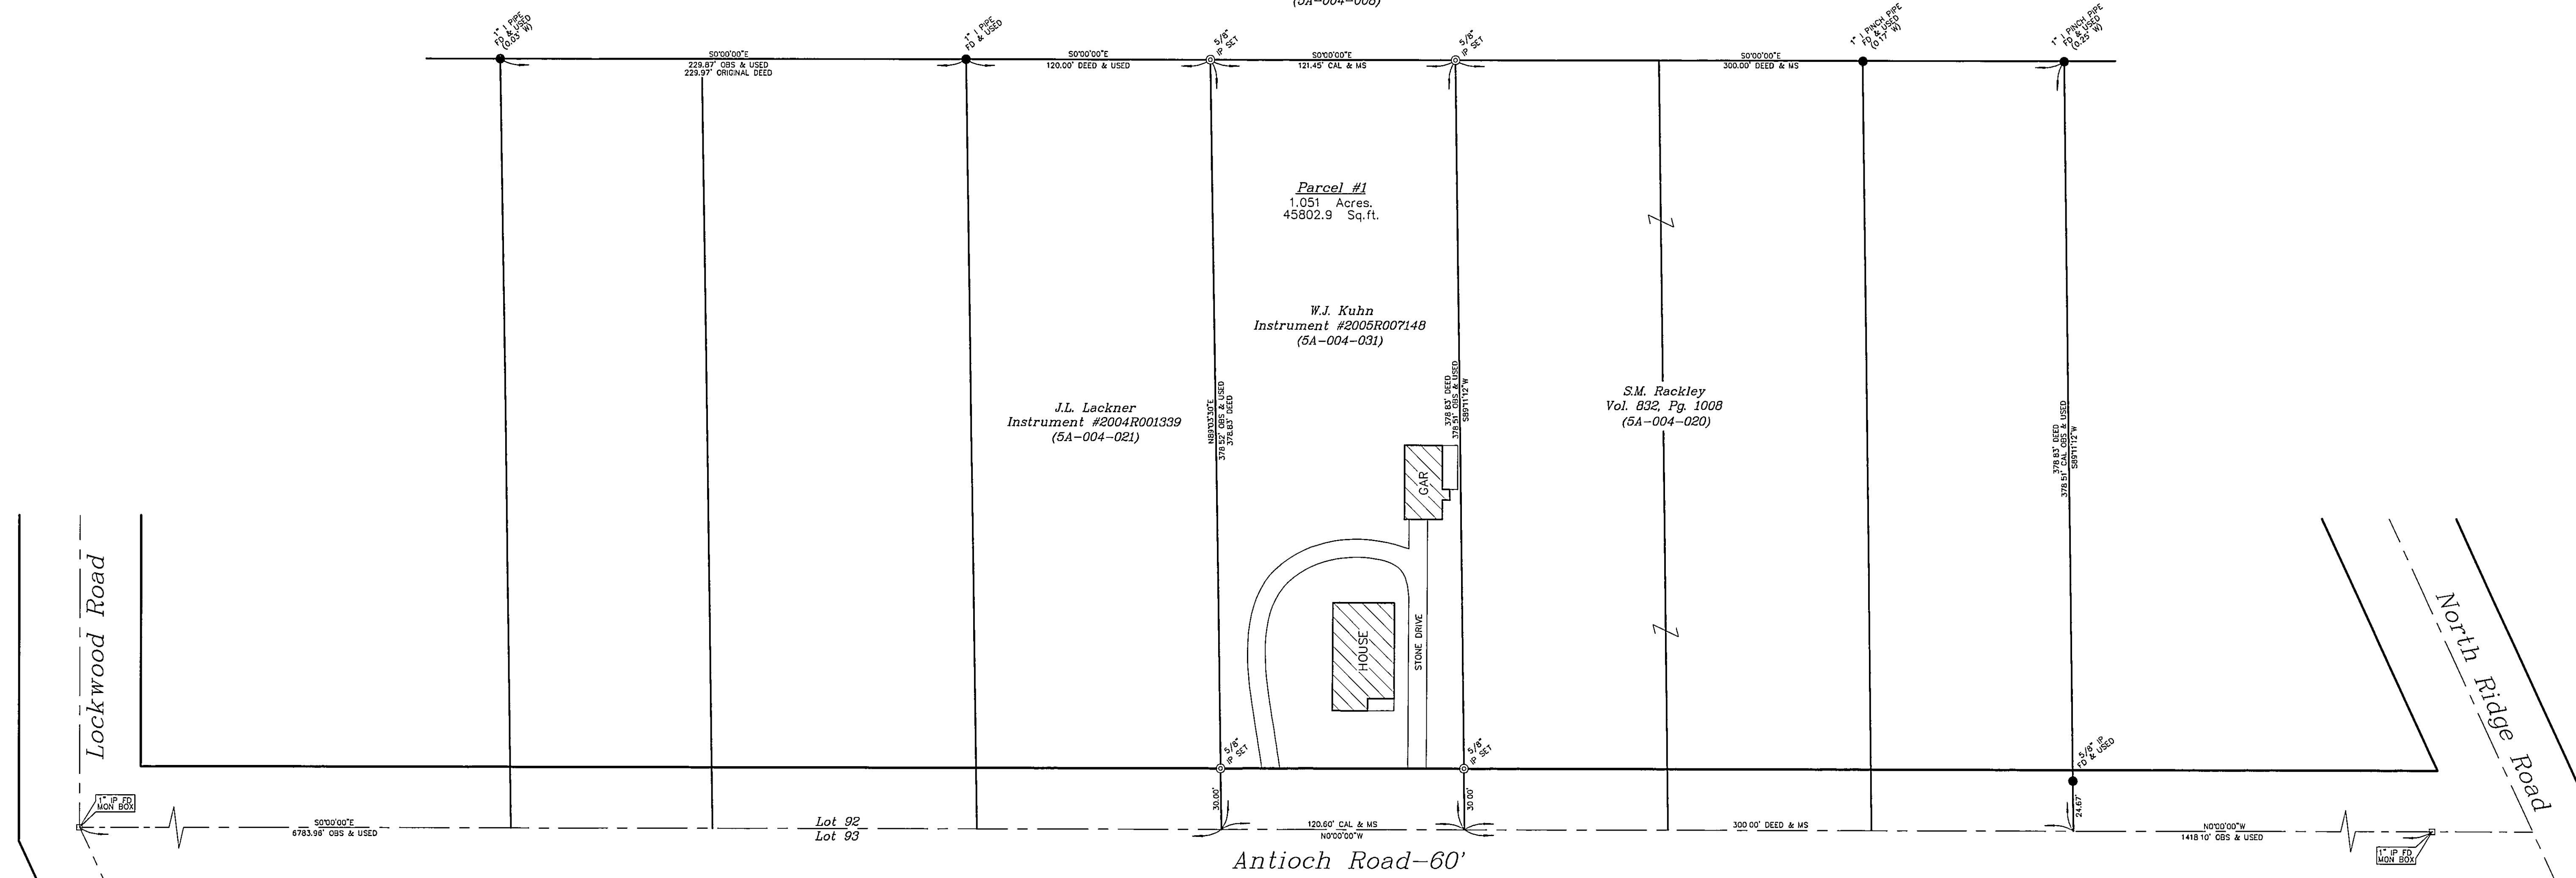 (5A-004-008)
1" I PIPE
FD & USED
(0.03' W)
1" I PIPE
FD & USED
5/8"
IP SET
5/8"
IP SET
1" I PINCH PIPE
FD & USED
(0.17' W)
1" I PINCH PIPE
FD & USED
(0.25' W)
S0°00'00"E
229.87' OBS & USED
229.97' ORIGINAL DEED
S0°00'00"E
120.00' DEED & USED
S0°00'00"E
121.45' CAL & MS
S0°00'00"E
300.00' DEED & MS
Parcel #1
1.051 Acres.
45802.9 Sq.ft.
W.J. Kuhn
Instrument #2005R007148
(5A-004-031)
J.L. Lackner
Instrument #2004R001339
(5A-004-021)
N89°03'30"E
378.52' OBS & USED
378.83' DEED
378.83' DEED
378.51' OBS & USED
S89°11'12"W
S.M. Rackley
Vol. 832, Pg. 1008
(5A-004-020)
378.83' DEED
378.51' CAL OBS & USED
S89°11'12"W
GAR
HOUSE
STONE DRIVE
Lockwood Road
North Ridge Road
5/8"
IP SET
5/8"
IP SET
5/8" IP
FD & USED
30.00'
30.00'
24.67'
1" IP FD
MON BOX
S0°00'00"E
6783.96' OBS & USED
Lot 92
Lot 93
120.60' CAL & MS
N0°00'00"W
300.00' DEED & MS
N0°00'00"W
1418.10' OBS & USED
1" IP FD
MON BOX
Antioch Road-60'